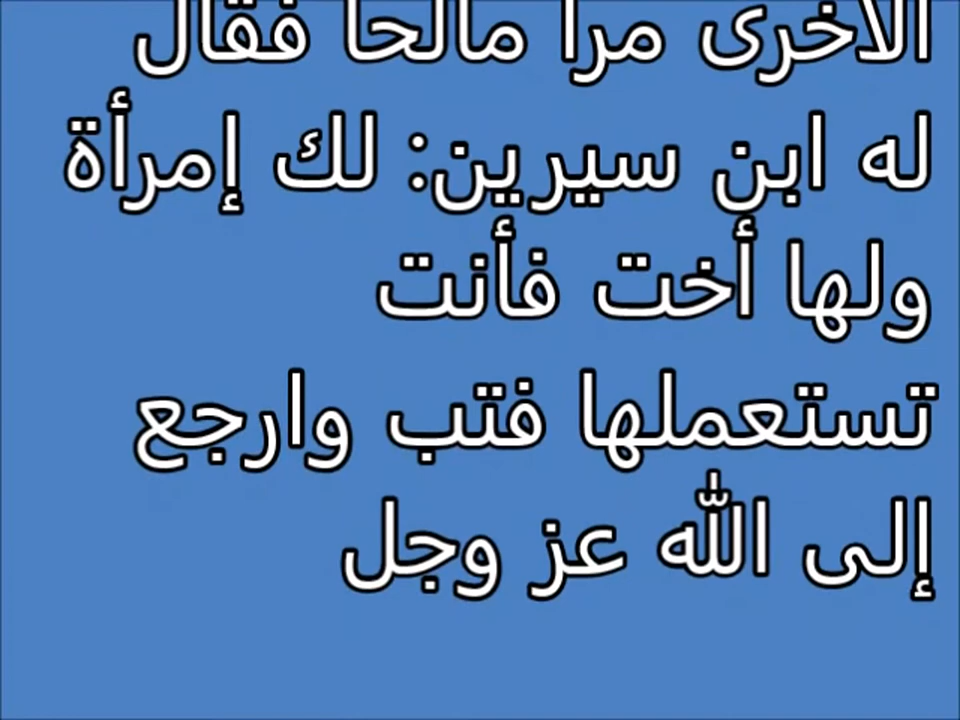 الأخرى مراً مالحاً فقال
له ابن سيرين: لك إمرأة
ولها أخت فأنت
تستعملها فتب وارجع
إلى الله عز وجل